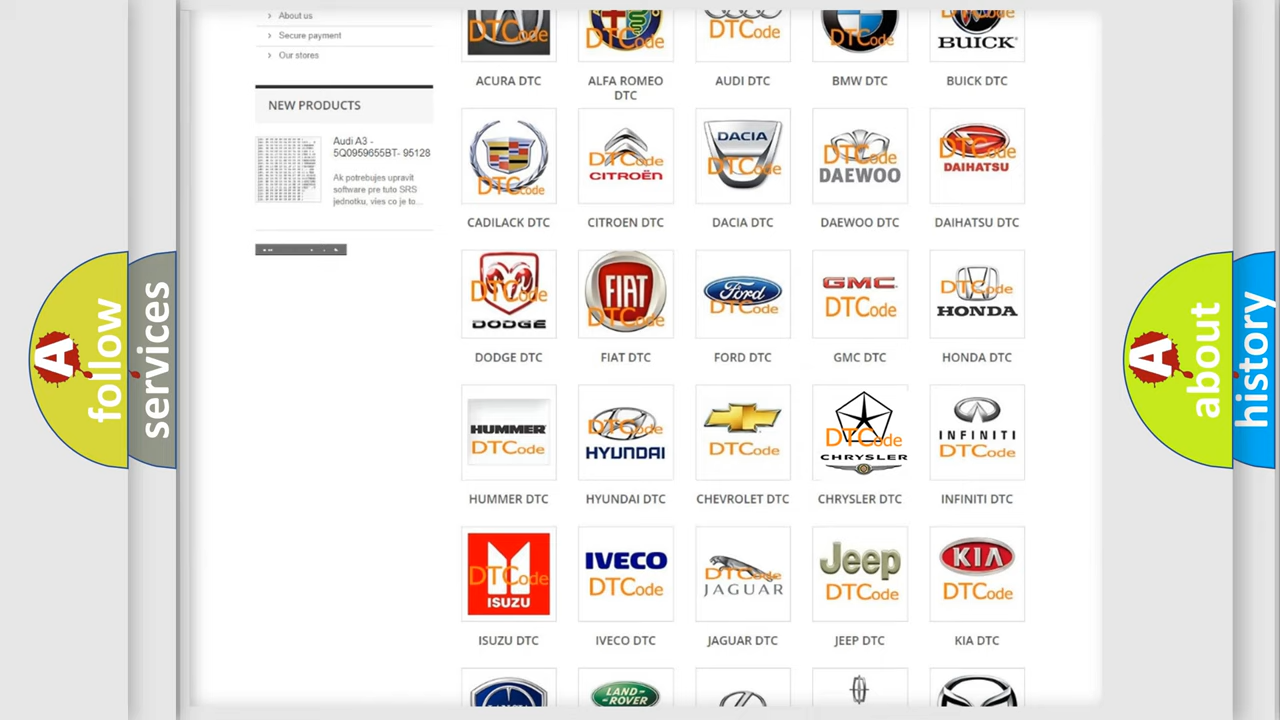 About us
Secure payment
Our stores
NEW PRODUCTS
Audi A3 -
5Q0959655BT- 95128
Ak potrebujes upravit
software pre tuto SRS
jednotku, vies co je to...
DTCode
DTCode
DTCode
DTCode
BUICK
ACURA DTC
ALFA ROMEO
DTC
AUDI DTC
BMW DTC
BUICK DTC
DTCode
DTCode
CITROËN
DACIA
DTCode
DTCode
DAEWOO
DTCode
DAIHATSU
CADILACK DTC
CITROEN DTC
DACIA DTC
DAEWOO DTC
DAIHATSU DTC
DTCode
DODGE
FIAT
DTCode
Ford
DTCode
GMC
DTCode
DTCode
HONDA
DODGE DTC
FIAT DTC
FORD DTC
GMC DTC
HONDA DTC
HUMMER
DTCode
DTCode
HYUNDAI
DTCode
DTCode
CHRYSLER
INFINITI
DTCode
HUMMER DTC
HYUNDAI DTC
CHEVROLET DTC
CHRYSLER DTC
INFINITI DTC
DTCode
ISUZU
IVECO
DTCode
DTCode
JAGUAR
Jeep
DTCode
KIA
DTCode
ISUZU DTC
IVECO DTC
JAGUAR DTC
JEEP DTC
KIA DTC
LAND-
ROVER
A
follow
services
A
about
history